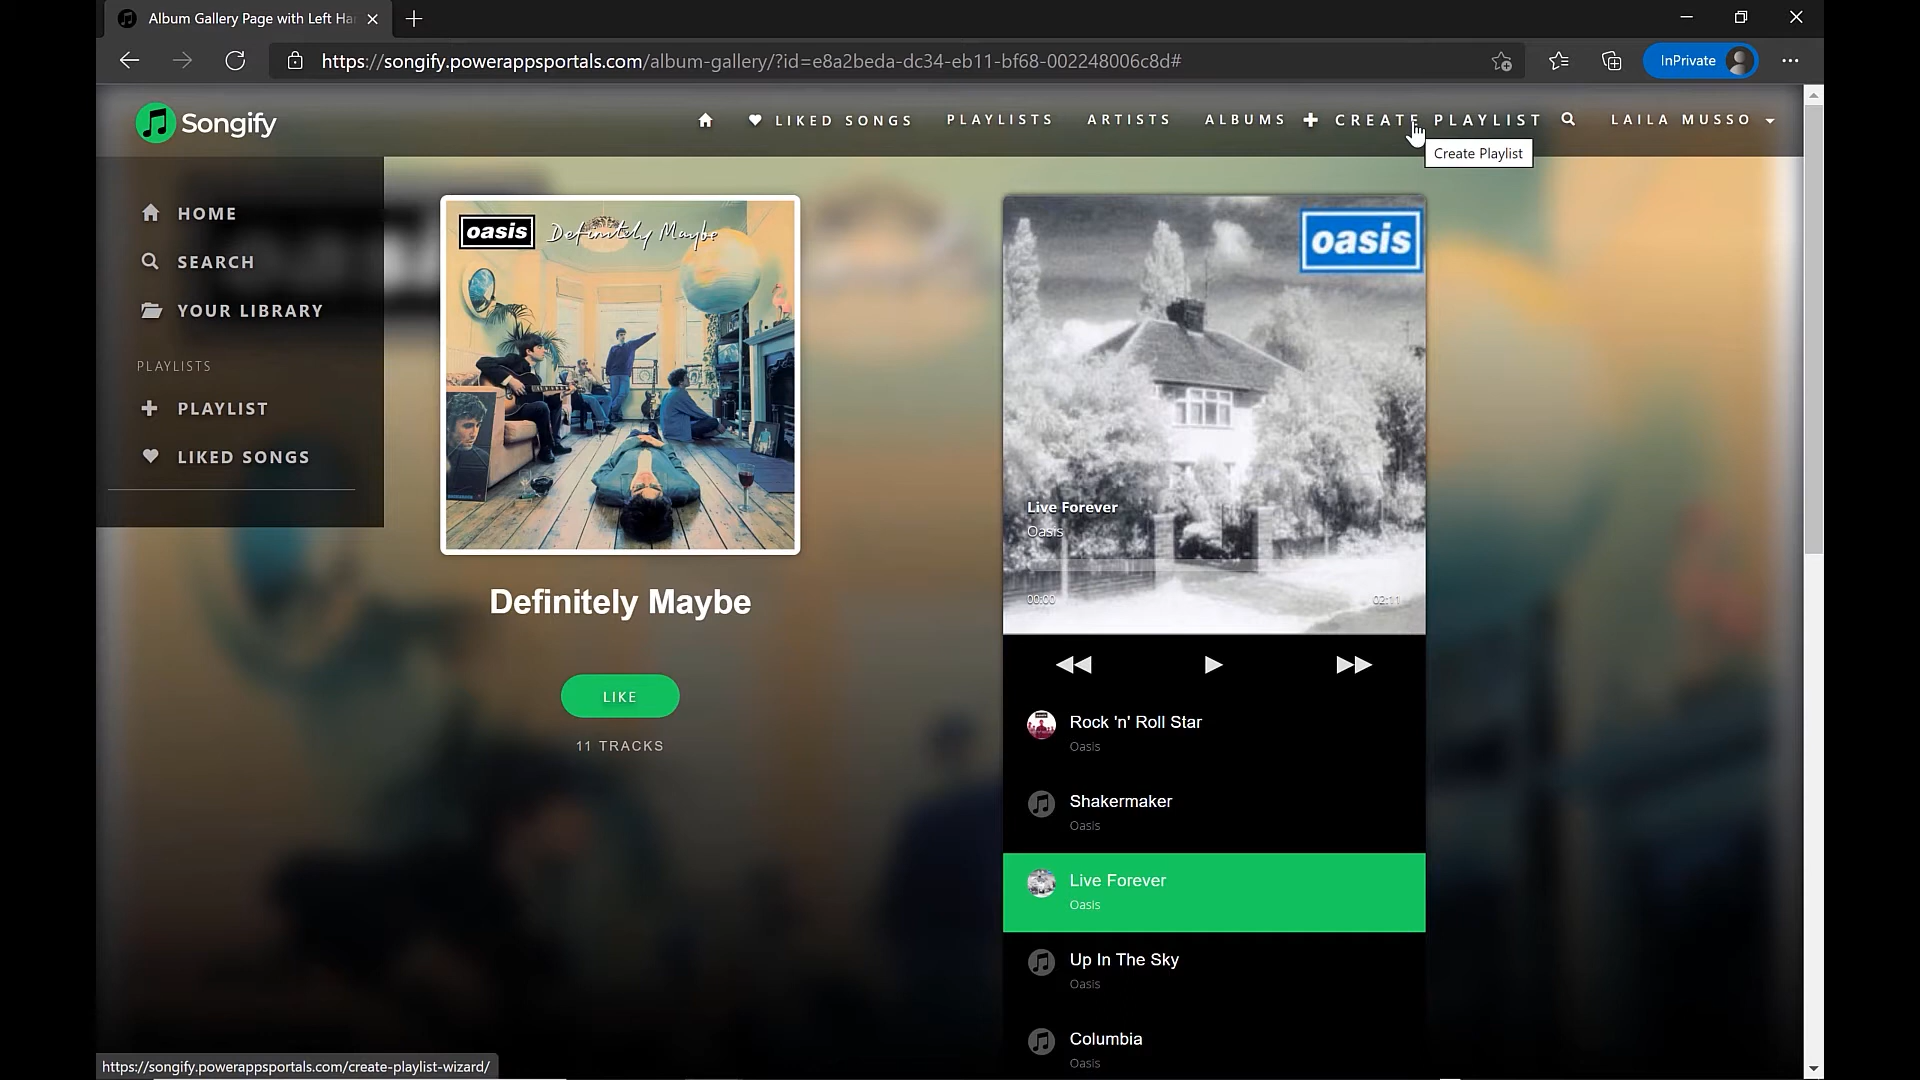 Album Gallery Page with Left Ha
https://songify.powerappsportals.com/album-gallery/?id=e8a2beda-dc34-eb11-bf68-002248006c8d#
InPrivate
Songify
LIKED SONGS
PLAYLISTS
ARTISTS
ALBUMS
CREATE PLAYLIST
LAILA MUSSO
Create Playlist
HOME
SEARCH
YOUR LIBRARY
PLAYLISTS
PLAYLIST
LIKED SONGS
oasis
Definitely Maybe
Definitely Maybe
LIKE
11 TRACKS
oasis
Live Forever
Oasis
00:00
Rock 'n' Roll Star
Oasis
Shakermaker
Oasis
Live Forever
Oasis
Up In The Sky
Oasis
Columbia
Oasis
https://songify.powerappsportals.com/create-playlist-wizard/